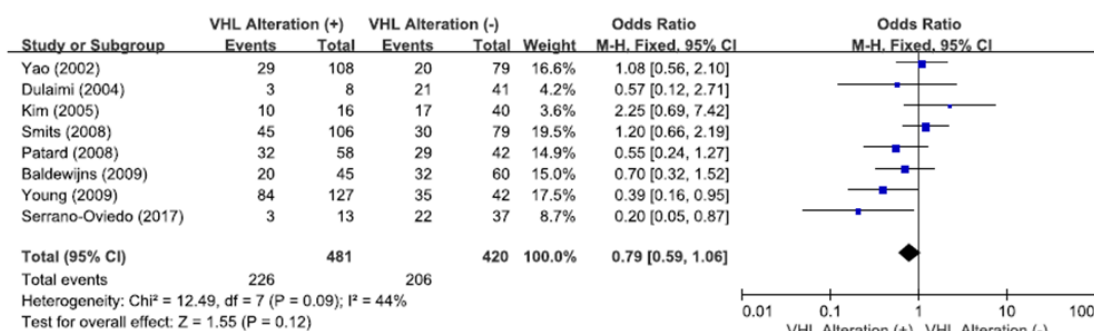 VHL Alteration (+) VHL Alteration (-) Odds Ratio Odds Ratio
Study or Subgroup Events Total Events Total Weight M-H. Fixed. 95% CI M-H. Fixed. 95% CI
Yao (2002) 29 108 20 79 16.6% 1.08 [0.56, 2.10]
Dulaimi (2004) 3 8 21 41 4.2% 0.57 [0.12, 2.71]
Kim (2005) 10 16 17 40 3.6% 2.25 [0.69, 7.42]
Smits (2008) 45 106 30 79 19.5% 1.20 [0.66, 2.19]
Patard (2008) 32 58 29 42 14.9% 0.55 [0.24, 1.27]
Baldewijns (2009) 20 45 32 60 15.0% 0.70 [0.32, 1.52]
Young (2009) 84 127 35 42 17.5% 0.39 [0.16, 0.95]
Serrano-Oviedo (2017) 3 13 22 37 8.7% 0.20 [0.05, 0.87]
Total (95% CI) 481 420 100.0% 0.79 [0.59, 1.06]
Total events 226 206
Heterogeneity: Chi² = 12.49, df = 7 (P = 0.09); I² = 44%
Test for overall effect: Z = 1.55 (P = 0.12)
0.01 0.1 1 10 100
VHL Alteration (+) VHL Alteration (-)